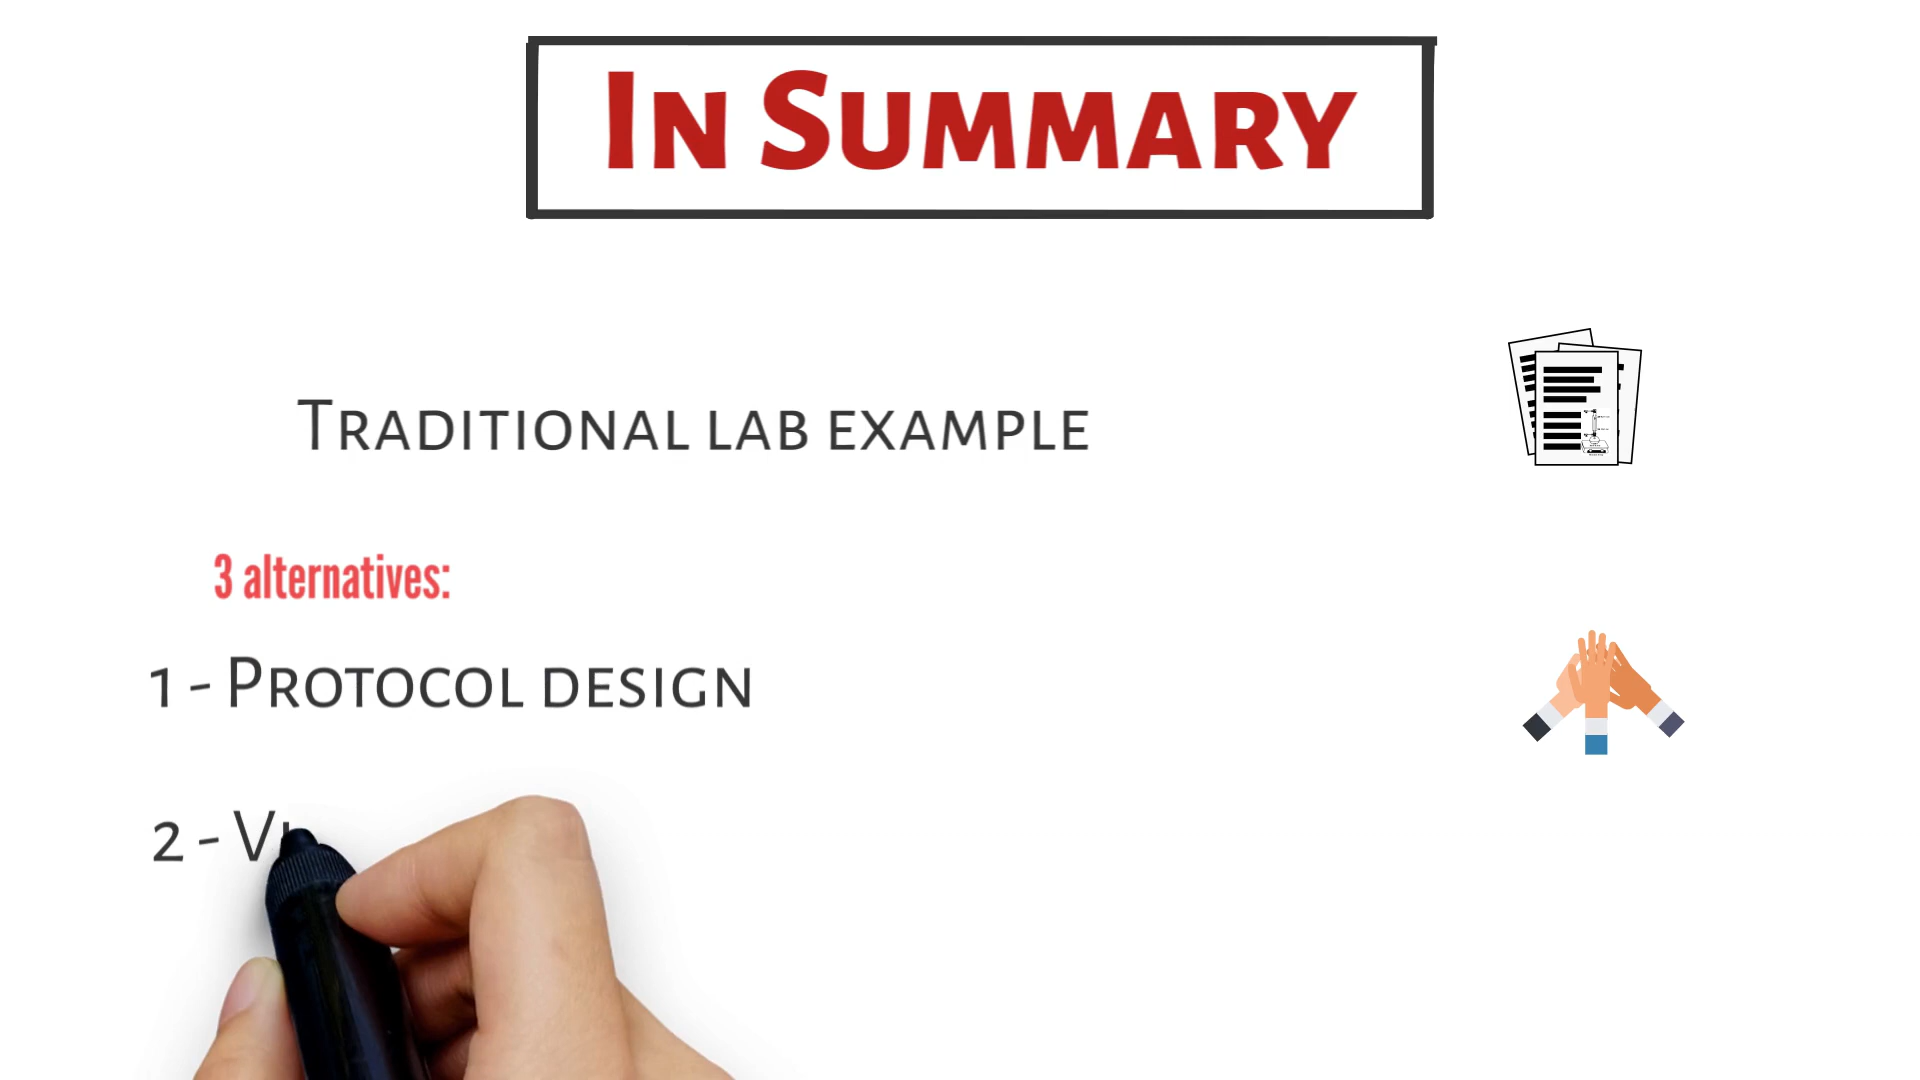 In Summary
Traditional lab example
3 alternatives:
1 - Protocol design
2 -